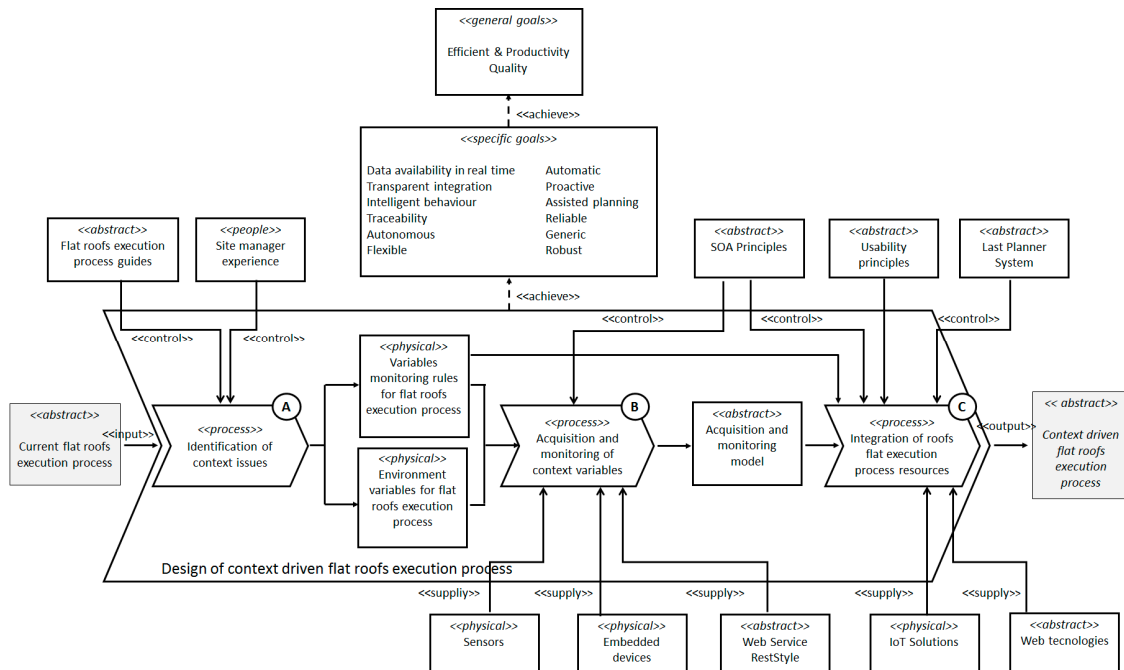 <<general goals>>
Efficient & Productivity
Quality
<<achieve>>
<<specific goals>>
Data availability in real time
Transparent integration
Intelligent behaviour
Traceability
Autonomous
Flexible
Automatic
Proactive
Assisted planning
Reliable
Generic
Robust
<<achieve>>
<<abstract>>
Flat roofs execution
process guides
<<people>>
Site manager
experience
<<abstract>>
SOA Principles
<<abstract>>
Usability
principles
<<abstract>>
Last Planner
System
<<control>>
<<control>>
<<control>>
<<control>>
<<control>>
<<abstract>>
Current flat roofs
execution process
<<input>>
A
<<process>>
Identification of
context issues
<<physical>>
Variables
monitoring rules
for flat roofs
execution process
<<physical>>
Environment
variables for flat
roofs execution
process
B
<<process>>
Acquisition and
monitoring of
context variables
<<abstract>>
Acquisition and
monitoring
model
C
<<process>>
Integration of roofs
flat execution
process resources
<<output>>
<< abstract>>
Context driven
flat roofs
execution
process
Design of context driven flat roofs execution process
<<suppliy>>
<<supply>>
<<supply>>
<<supply>>
<<supply>>
<<physical>>
Sensors
<<physical>>
Embedded
devices
<<abstract>>
Web Service
RestStyle
<<physical>>
IoT Solutions
<<abstract>>
Web tecnologies